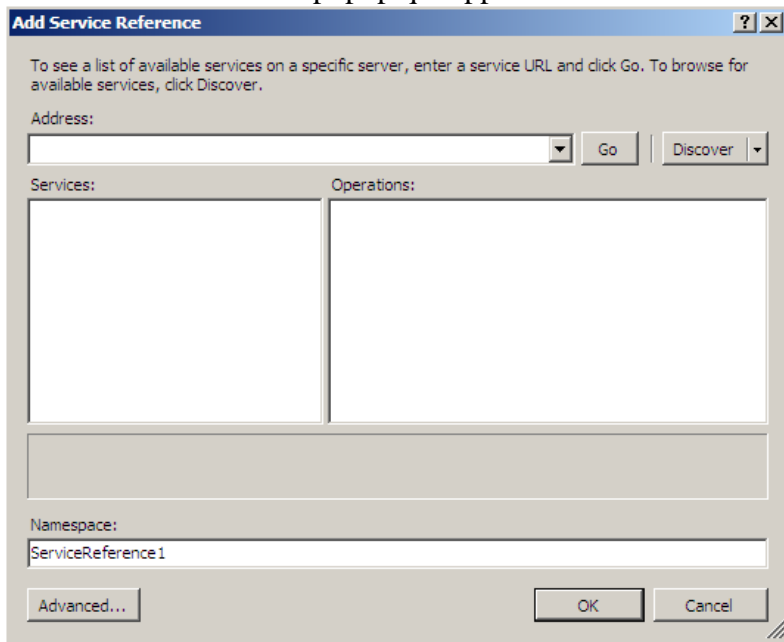 Add Service Reference
To see a list of available services on a specific server, enter a service URL and click Go. To browse for
available services, click Discover.
Address:
Go
Discover
Services:
Operations:
Namespace:
ServiceReference1
Advanced...
OK
Cancel